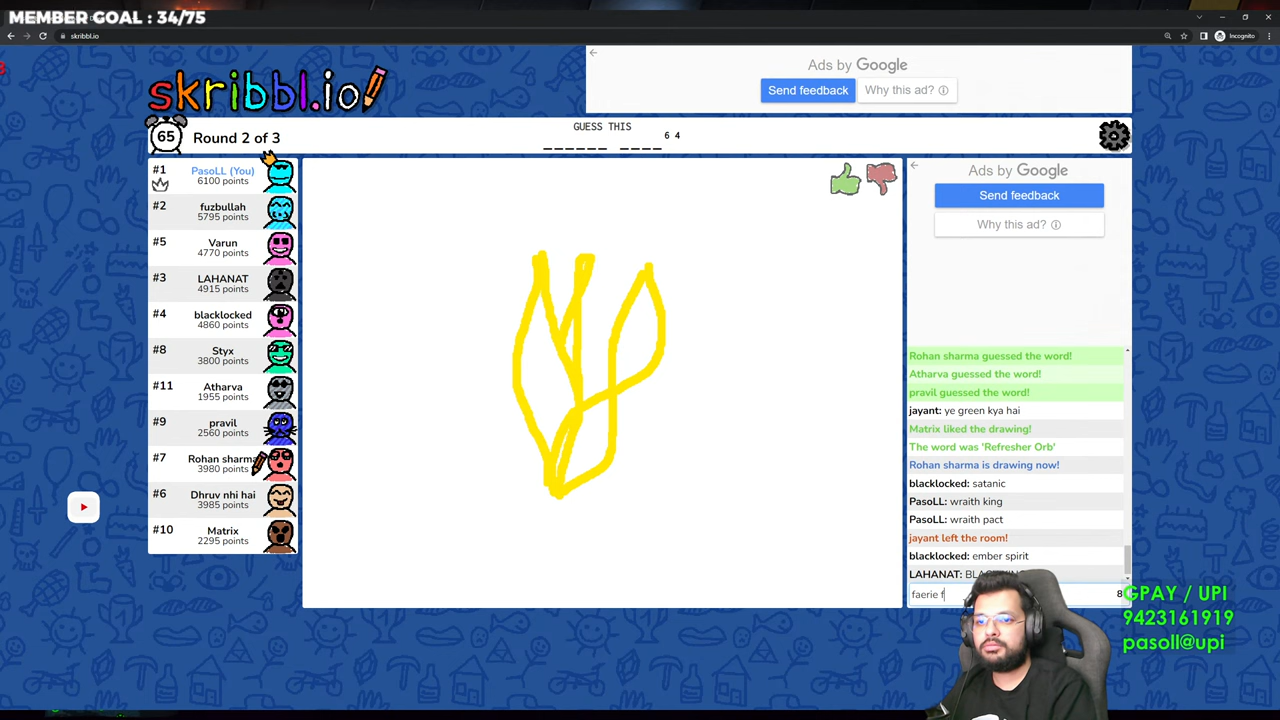 MEMBER GOAL : 34/75
skribbl.io
Incognito
skribbl.io
Ads by Google
Send feedback
Why this ad?
65
Round 2 of 3
GUESS THIS
______ ____ 6 4
#1 PasoLL (You)
6100 points
#2 fuzbullah
5795 points
#5 Varun
4770 points
#3 LAHANAT
4915 points
#4 blacklocked
4860 points
#8 Styx
3800 points
#11 Atharva
1955 points
#9 pravil
2560 points
#7 Rohan sharma
3980 points
#6 Dhruv nhi hai
3985 points
#10 Matrix
2295 points
Ads by Google
Send feedback
Why this ad?
Rohan sharma guessed the word!
Atharva guessed the word!
pravil guessed the word!
jayant: ye green kya hai
Matrix liked the drawing!
The word was 'Refresher Orb'
Rohan sharma is drawing now!
blacklocked: satanic
PasoLL: wraith king
PasoLL: wraith pact
jayant left the room!
blacklocked: ember spirit
LAHANAT:
faerie f
8
GPAY / UPI
9423161919
pasoll@upi